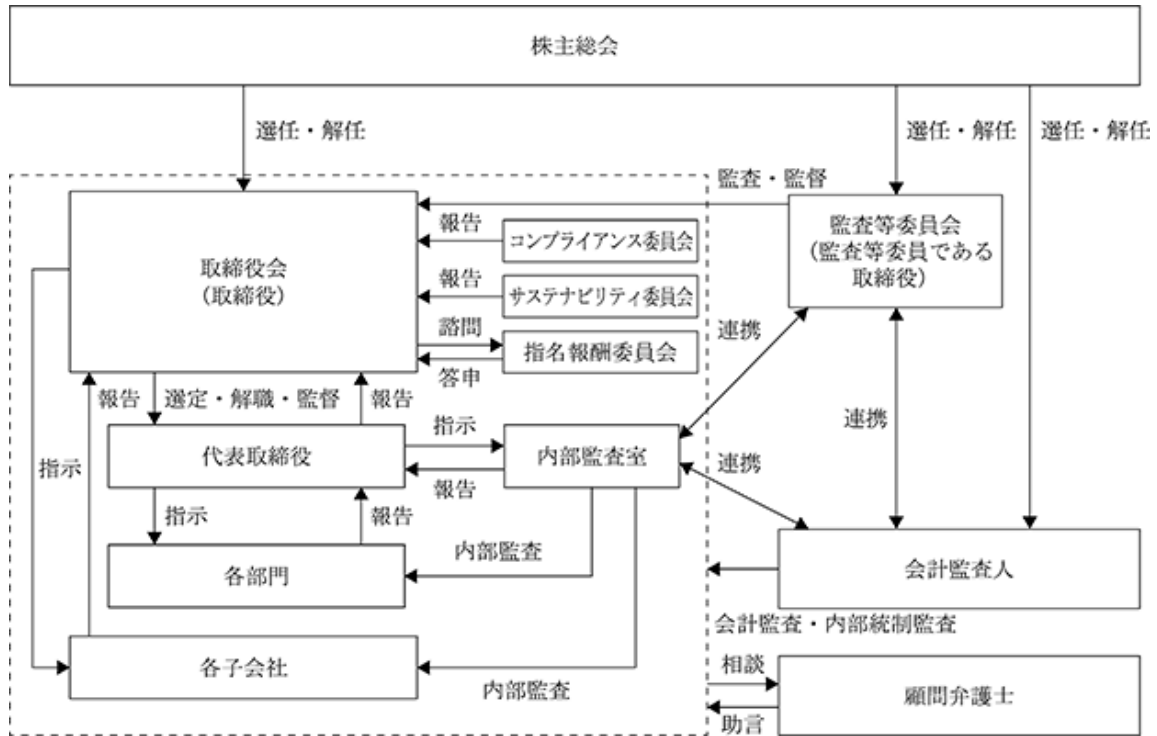 株主総会
選任・解任
選任・解任
選任・解任
監査・監督
取締役会
(取締役)
報告
コンプライアンス委員会
報告
サステナビリティ委員会
諮問
指名報酬委員会
答申
監査等委員会
(監査等委員である
取締役)
連携
連携
報告
選定・解職・監督
報告
指示
代表取締役
指示
報告
内部監査室
連携
指示
報告
各部門
内部監査
会計監査人
会計監査・内部統制監査
各子会社
内部監査
相談
顧問弁護士
助言